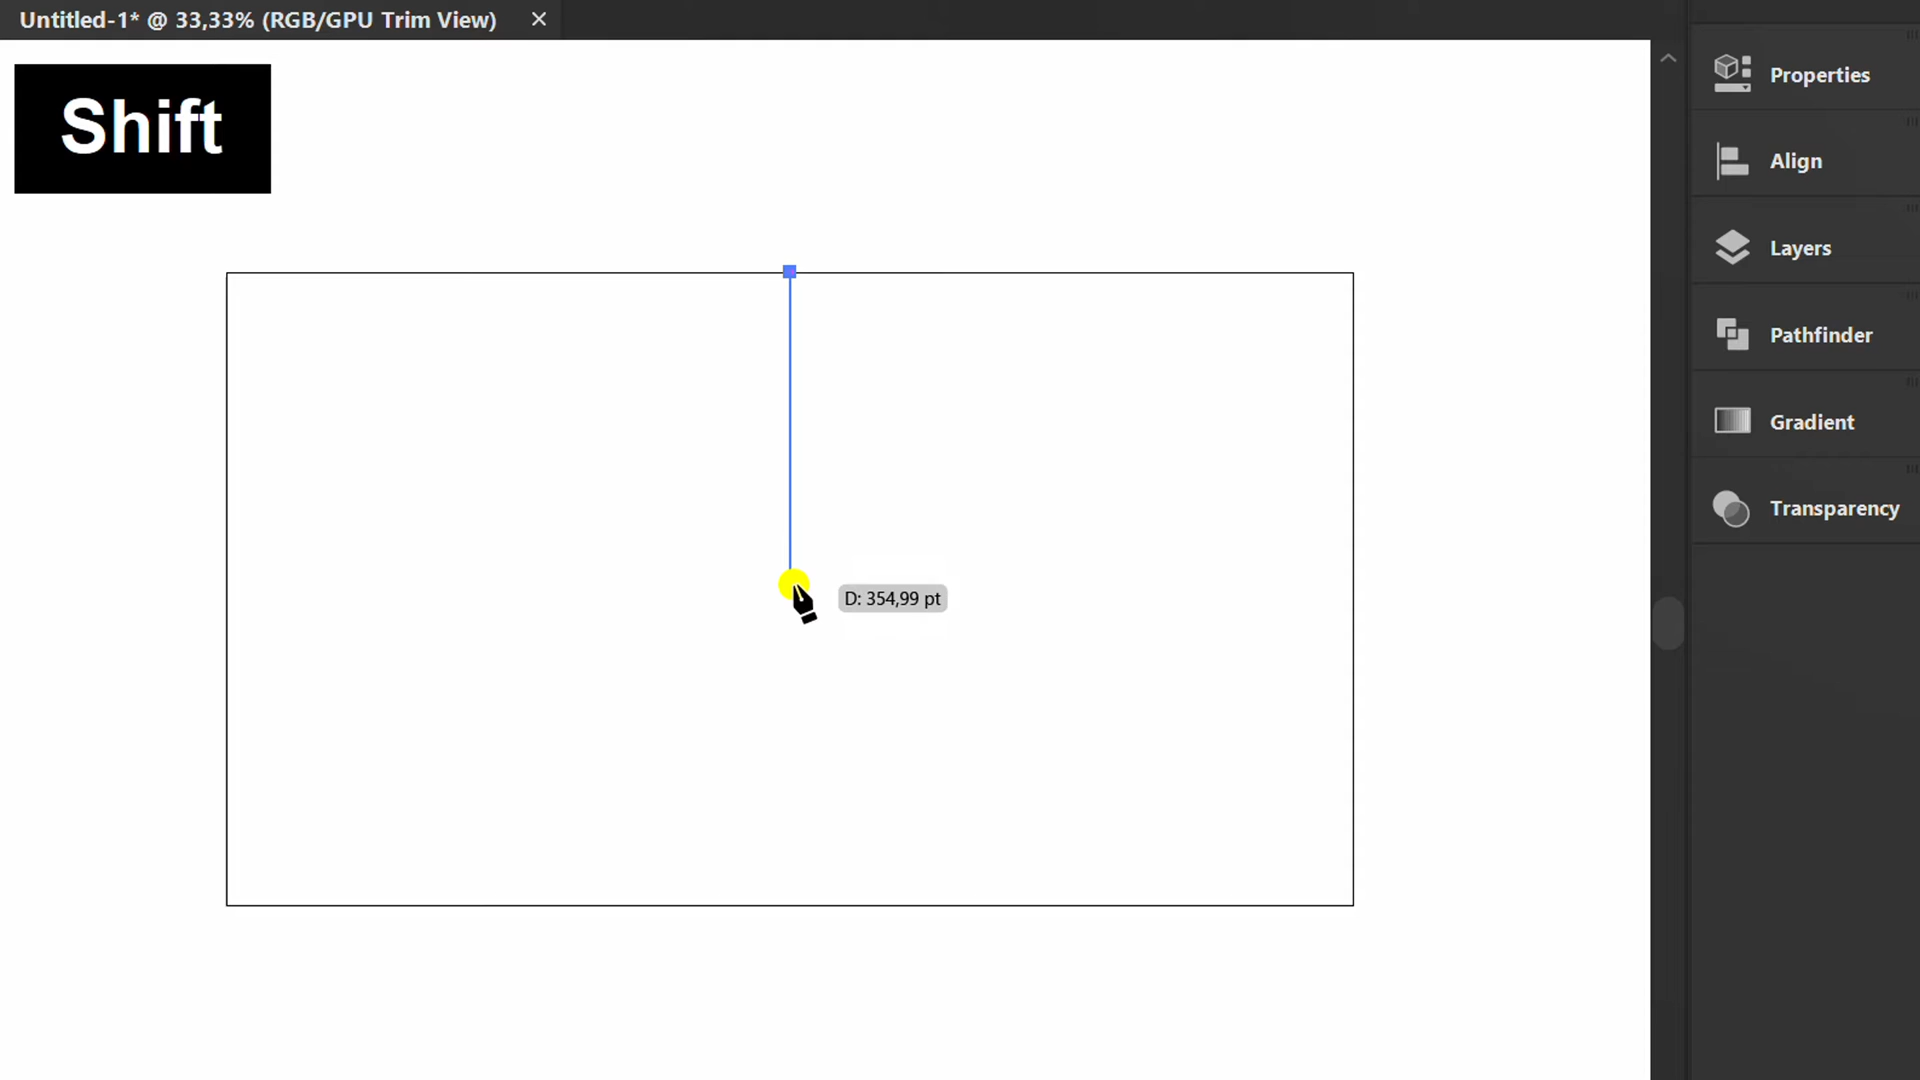 Untitled-1* @ 33,33% (RGB/GPU Trim View)
Shift
Properties
Align
Layers
Pathfinder
Gradient
Transparency
D: 354,99 pt